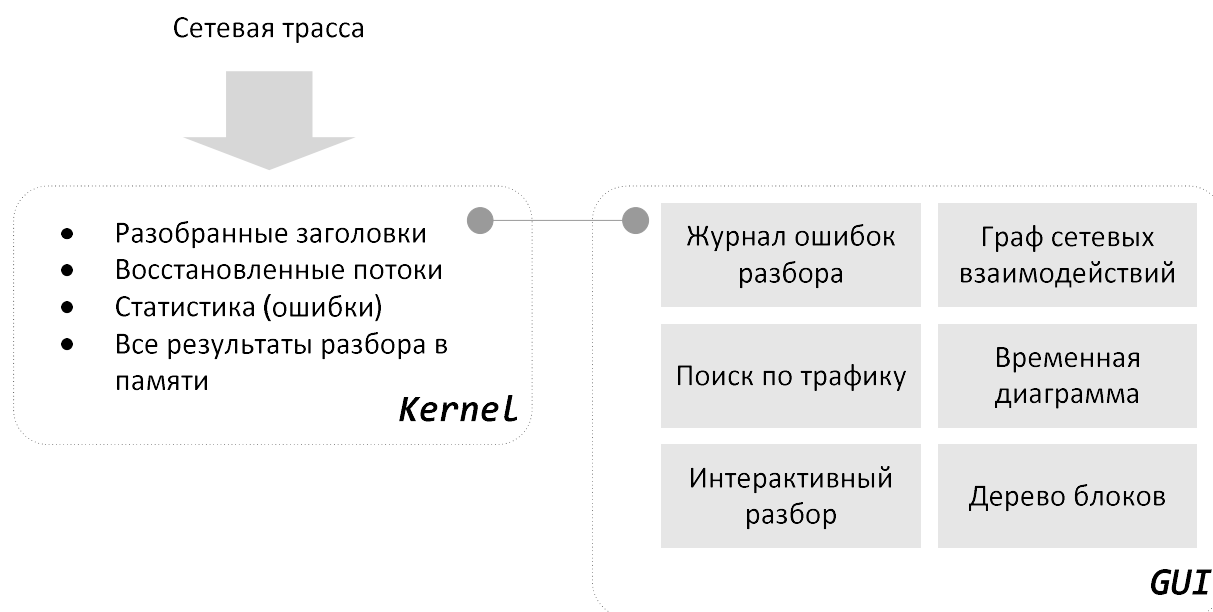 Сетевая трасса
● Разобранные заголовки
● Восстановленные потоки
● Статистика (ошибки)
● Все результаты разбора в
памяти
Kernel
Журнал ошибок
разбора
Граф сетевых
взаимодействий
Поиск по трафику
Временная
диаграмма
Интерактивный
разбор
Дерево блоков
GUI